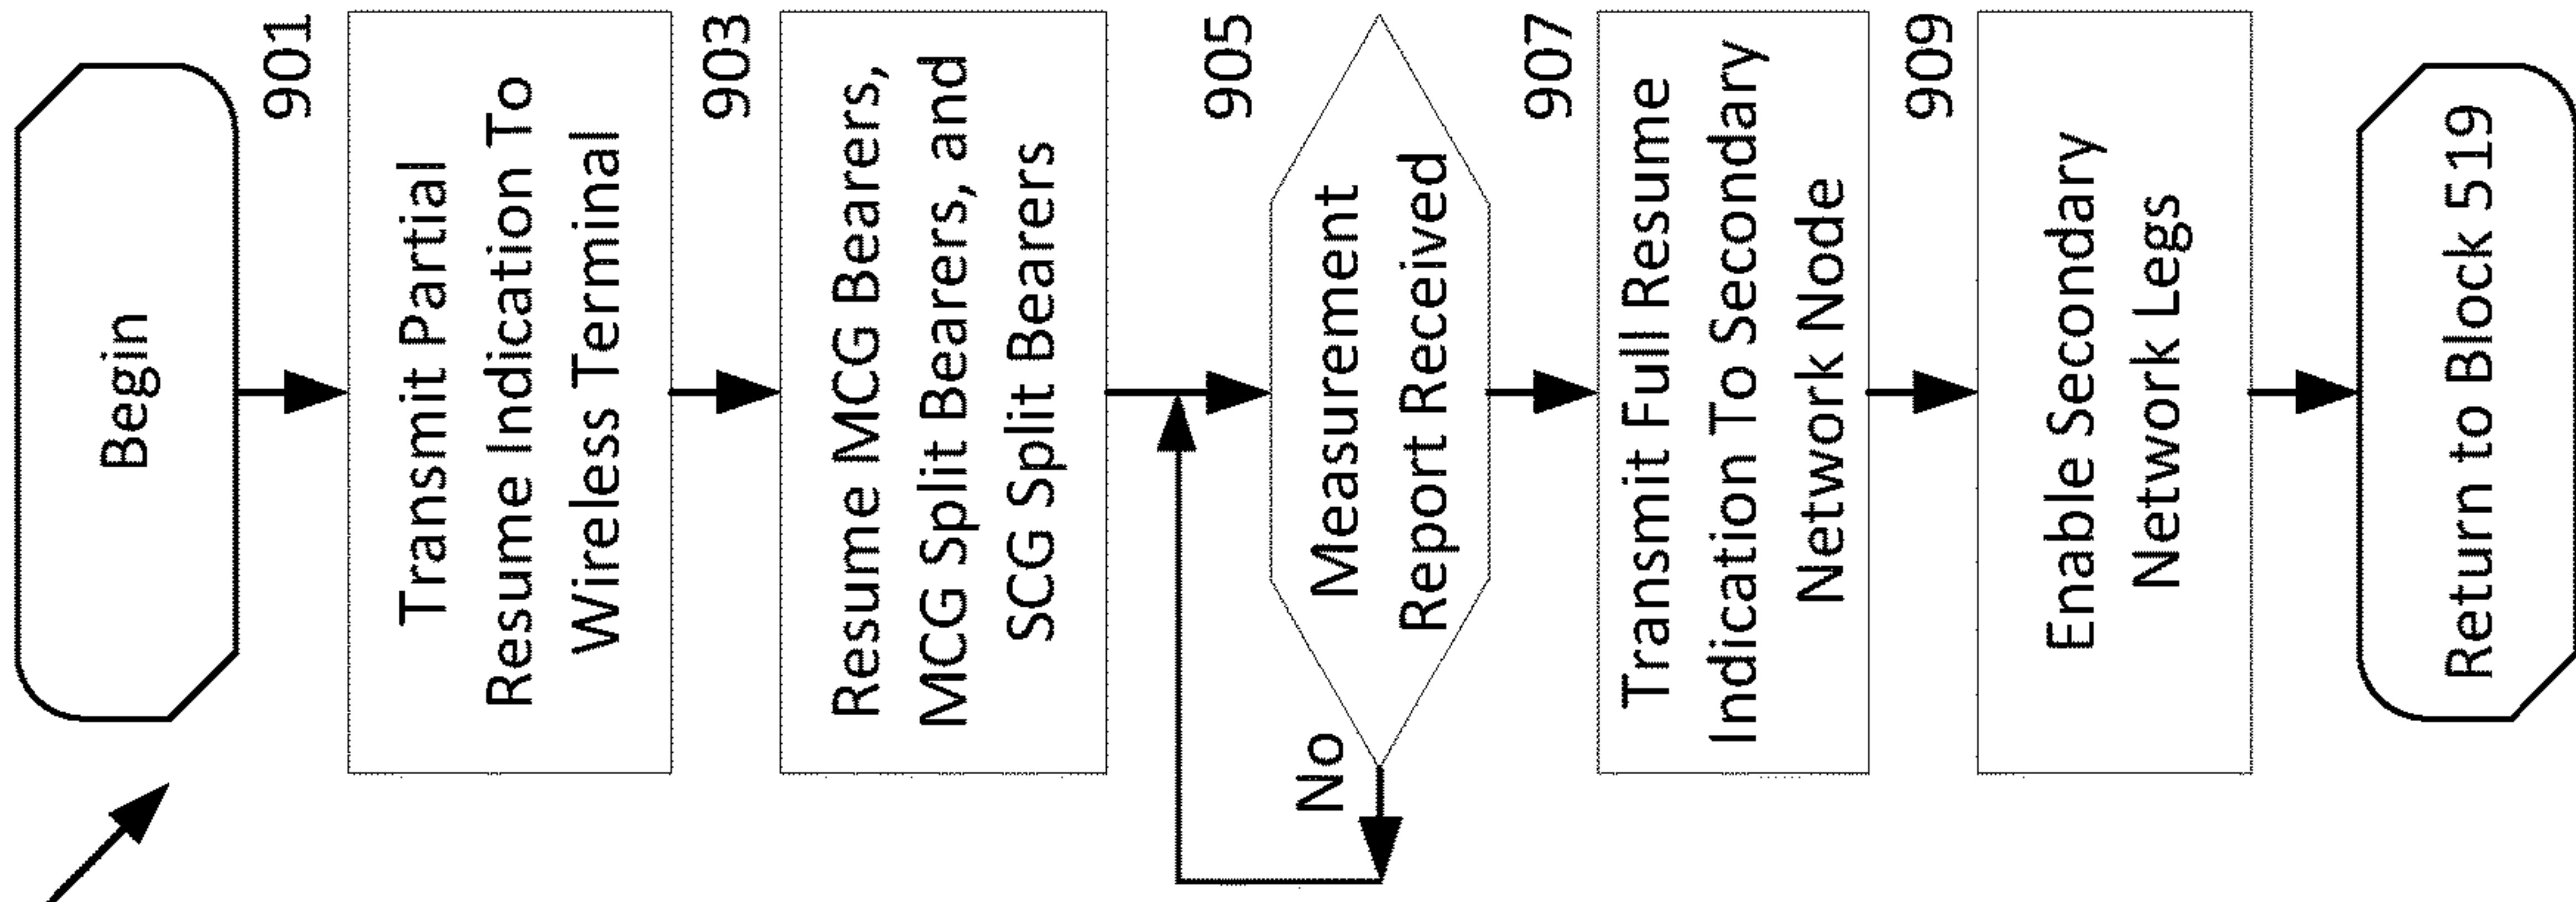 Begin
901
Transmit Partial
Resume Indication To
Wireless Terminal
903
Resume MCG Bearers,
MCG Split Bearers, and
SCG Split Bearers
905
Measurement
Report Received
No
907
Transmit Full Resume
Indication To Secondary
Network Node
909
Enable Secondary
Network Legs
Return to Block 519